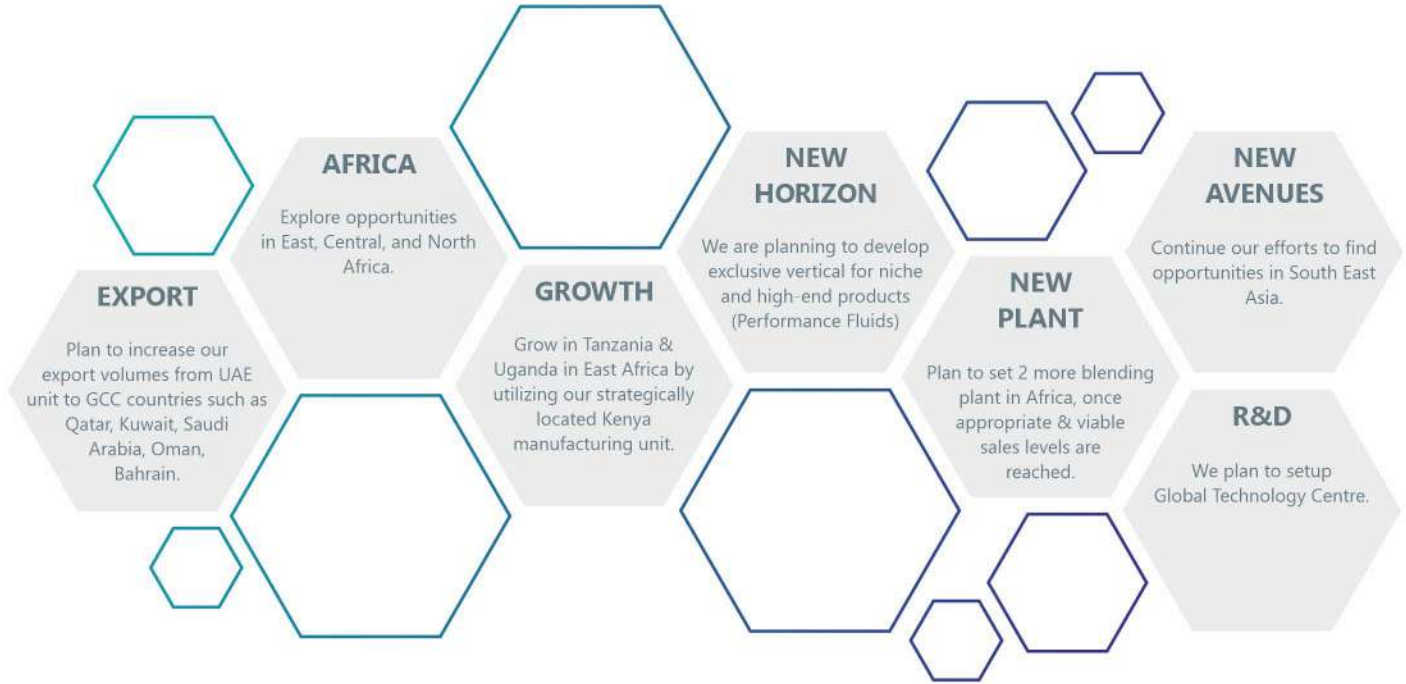 EXPORT
Plan to increase our
export volumes from UAE
unit to GCC countries such as
Qatar, Kuwait, Saudi
Arabia, Oman,
Bahrain.
AFRICA
Explore opportunities
in East, Central, and North
Africa.
GROWTH
Grow in Tanzania &
Uganda in East Africa by
utilizing our strategically
located Kenya
manufacturing unit.
NEW
HORIZON
We are planning to develop
exclusive vertical for niche
and high-end products
(Performance Fluids)
NEW
PLANT
Plan to set 2 more blending
plant in Africa, once
appropriate & viable
sales levels are
reached.
NEW
AVENUES
Continue our efforts to find
opportunities in South East
Asia.
R&D
We plan to setup
Global Technology Centre.